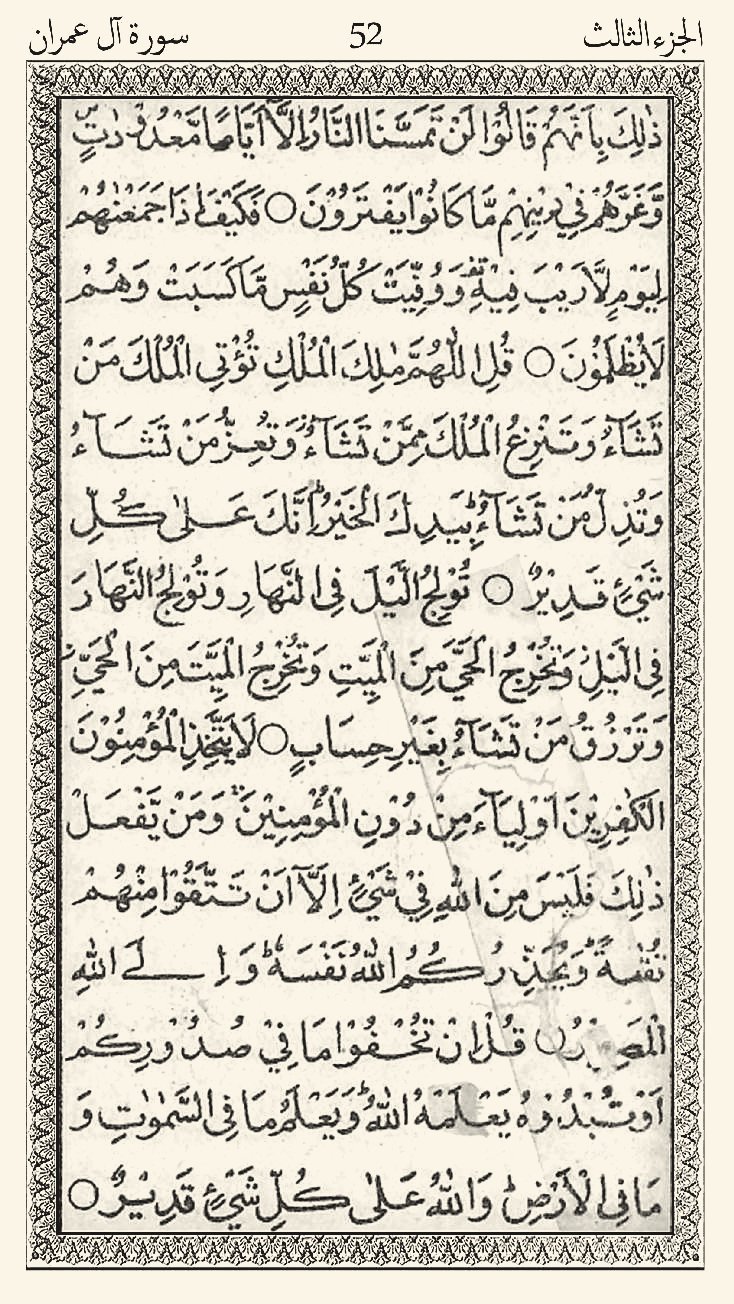 الجزء الثالث 52 سورة آل عمران
ذٰلِكَ بِاَنَّهُمْ قَالُوْا لَنْ تَمَسَّنَا النَّارُ اِلَّآ اَيَّامًا مَّعْدُوْدٰتٍ
وَّغَرَّهُمْ فِيْ دِيْنِهِمْ مَّا كَانُوْا يَفْتَرُوْنَ ○ فَكَيْفَ اِذَا جَمَعْنٰهُمْ
لِيَوْمٍ لَّا رَيْبَ فِيْهِ وَوُفِّيَتْ كُلُّ نَفْسٍ مَّا كَسَبَتْ وَهُمْ
لَا يُظْلَمُوْنَ ○ قُلِ اللّٰهُمَّ مٰلِكَ الْمُلْكِ تُؤْتِي الْمُلْكَ مَنْ
تَشَآءُ وَتَنْزِعُ الْمُلْكَ مِمَّنْ تَشَآءُ وَتُعِزُّ مَنْ تَشَآءُ
وَتُذِلُّ مَنْ تَشَآءُ بِيَدِكَ الْخَيْرُ اِنَّكَ عَلٰى كُلِّ
شَيْءٍ قَدِيْرٌ ○ تُوْلِجُ الَّيْلَ فِى النَّهَارِ وَتُوْلِجُ النَّهَارَ
فِى الَّيْلِ وَتُخْرِجُ الْحَيَّ مِنَ الْمَيِّتِ وَتُخْرِجُ الْمَيِّتَ مِنَ الْحَيِّ
وَتَرْزُقُ مَنْ تَشَآءُ بِغَيْرِ حِسَابٍ ○ لَا يَتَّخِذِ الْمُؤْمِنُوْنَ
الْكٰفِرِيْنَ اَوْلِيَآءَ مِنْ دُوْنِ الْمُؤْمِنِيْنَ وَمَنْ يَّفْعَلْ
ذٰلِكَ فَلَيْسَ مِنَ اللّٰهِ فِيْ شَيْءٍ اِلَّآ اَنْ تَتَّقُوْا مِنْهُمْ
تُقٰىةً وَيُحَذِّرُكُمُ اللّٰهُ نَفْسَهٗ وَاِلَى اللّٰهِ
الْمَصِيْرُ ○ قُلْ اِنْ تُخْفُوْا مَا فِيْ صُدُوْرِكُمْ
اَوْ تُبْدُوْهُ يَعْلَمْهُ اللّٰهُ وَيَعْلَمُ مَا فِى السَّمٰوٰتِ وَ
مَا فِى الْاَرْضِ وَاللّٰهُ عَلٰى كُلِّ شَيْءٍ قَدِيْرٌ ○